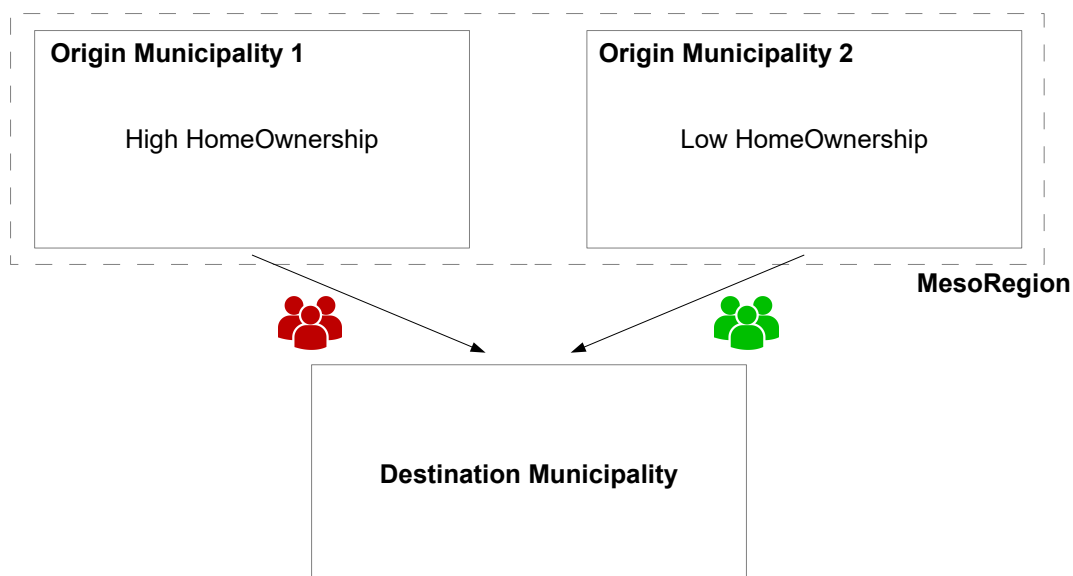 Origin Municipality 1
Origin Municipality 2
High HomeOwnership
Low HomeOwnership
MesoRegion
Destination Municipality